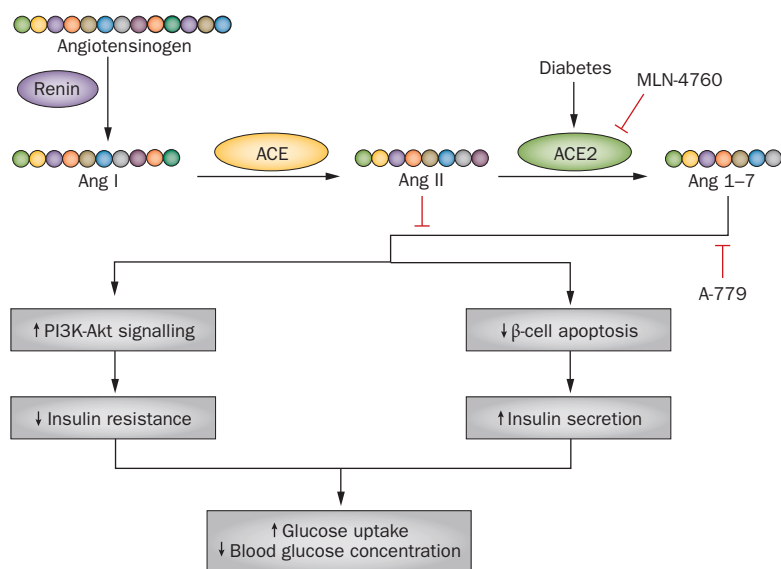 Angiotensinogen
Renin
Diabetes
MLN-4760
ACE
ACE2
Ang I
Ang II
Ang 1–7
A-779
↑ PI3K-Akt signalling
↓ β-cell apoptosis
↓ Insulin resistance
↑ Insulin secretion
↑ Glucose uptake
↓ Blood glucose concentration